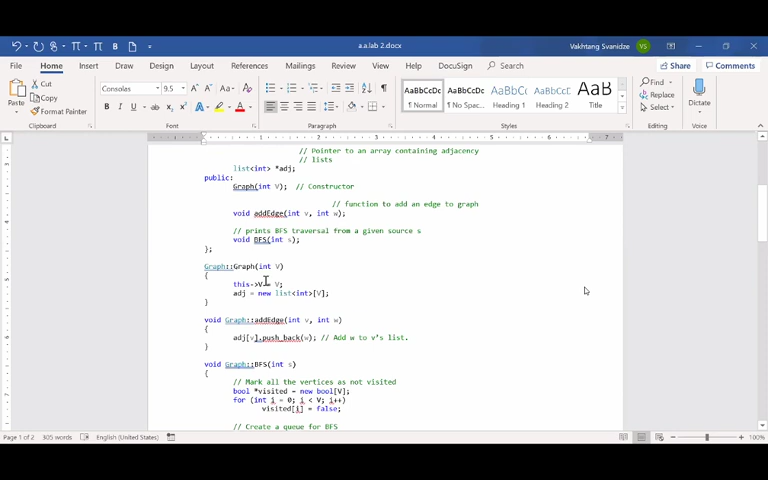 a.a.lab 2.docx
Vakhtang Svanidze VS
File Home Insert Draw Design Layout References Mailings Review View Help DocuSign Search Share Comments
Paste Cut Copy Format Painter
Consolas 9.5
AaBbCcDc AaBbCcDc AaBbC AaBbCc AaB
¶ Normal ¶ No Spac... Heading 1 Heading 2 Title
Find Replace Select
Dictate
Clipboard Font Paragraph Styles Editing Voice
// Pointer to an array containing adjacency
// lists
list<int> *adj;
public:
Graph(int V); // Constructor
// function to add an edge to graph
void addEdge(int v, int w);
// prints BFS traversal from a given source s
void BFS(int s);
};
Graph::Graph(int V)
{
this->V = V;
adj = new list<int>[V];
}
void Graph::addEdge(int v, int w)
{
adj[v].push_back(w); // Add w to v's list.
}
void Graph::BFS(int s)
{
// Mark all the vertices as not visited
bool *visited = new bool[V];
for (int i = 0; i < V; i++)
visited[i] = false;
// Create a queue for BFS
Page 1 of 2 305 words English (United States) 100%